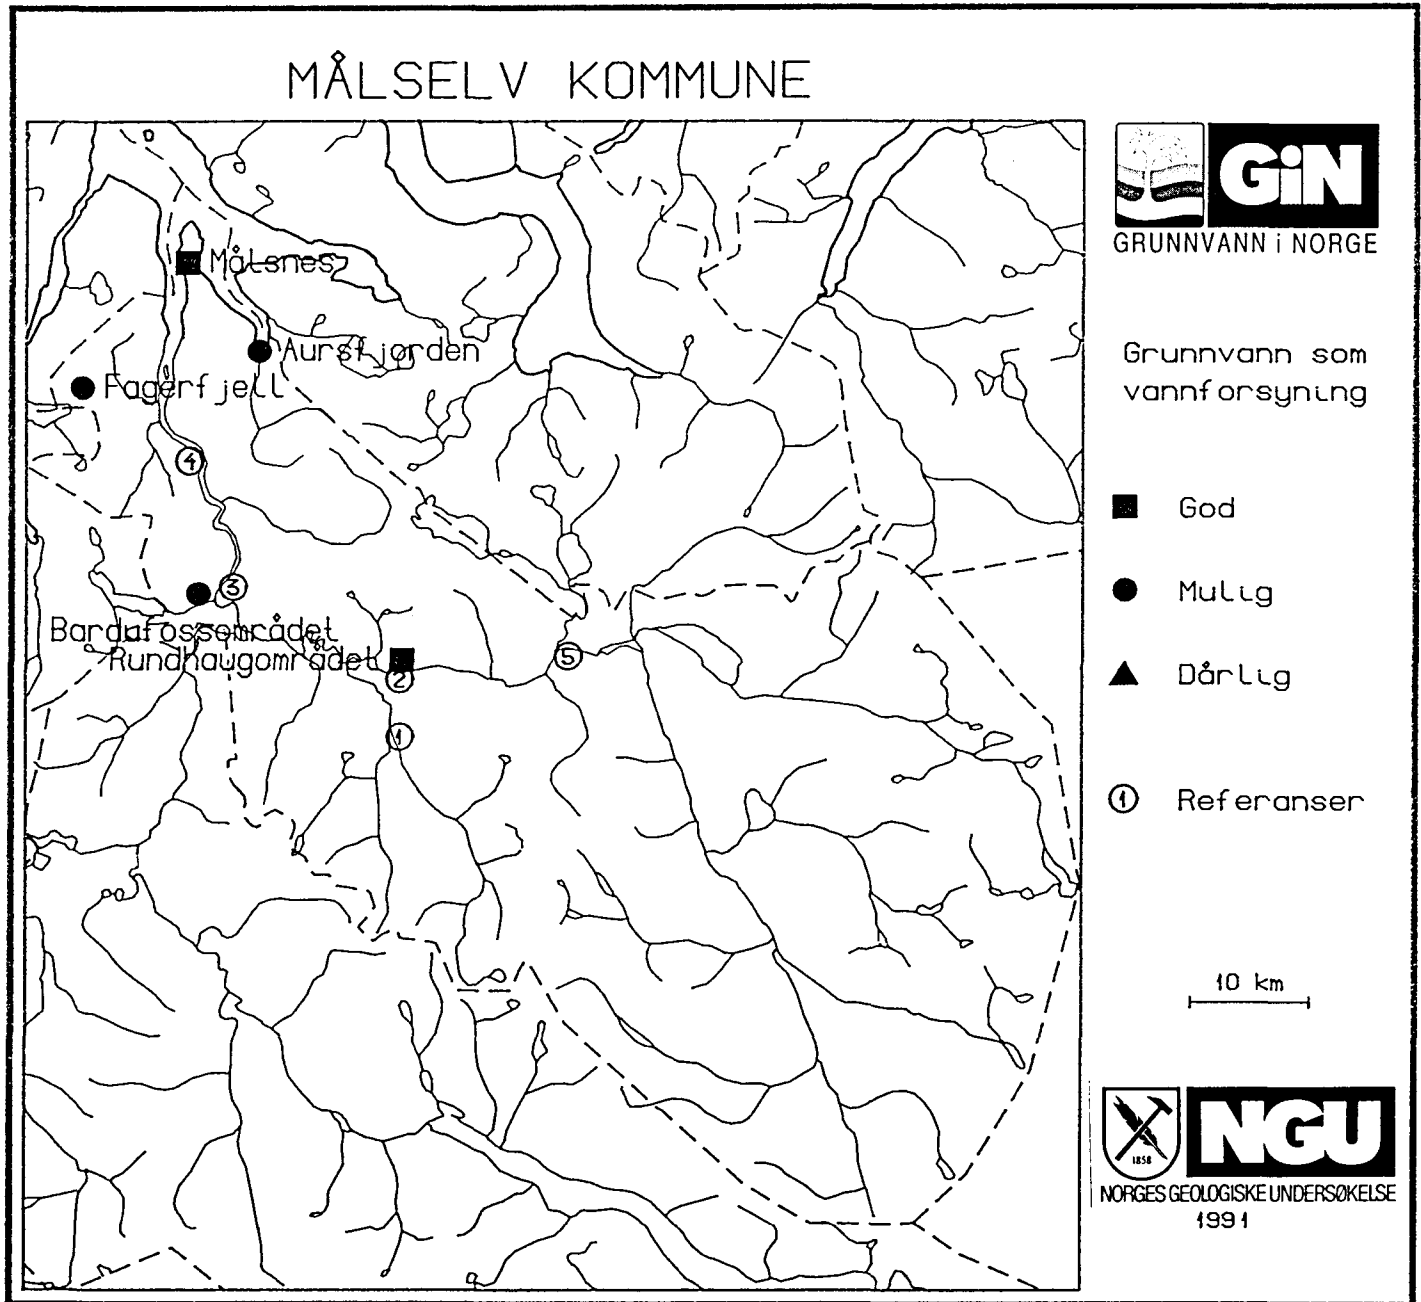 MÅLSELV KOMMUNE
GiN
GRUNNVANN i NORGE
Målsnes
Aursfjorden
Fagerfjell
Grunnvann som
vannforsyning
4
God
3
Mulig
Bardufossområdet
Rundhaugområdet
5
2
Dårlig
1
1 Referanser
10 km
1858
NGU
NORGES GEOLOGISKE UNDERSØKELSE
1991